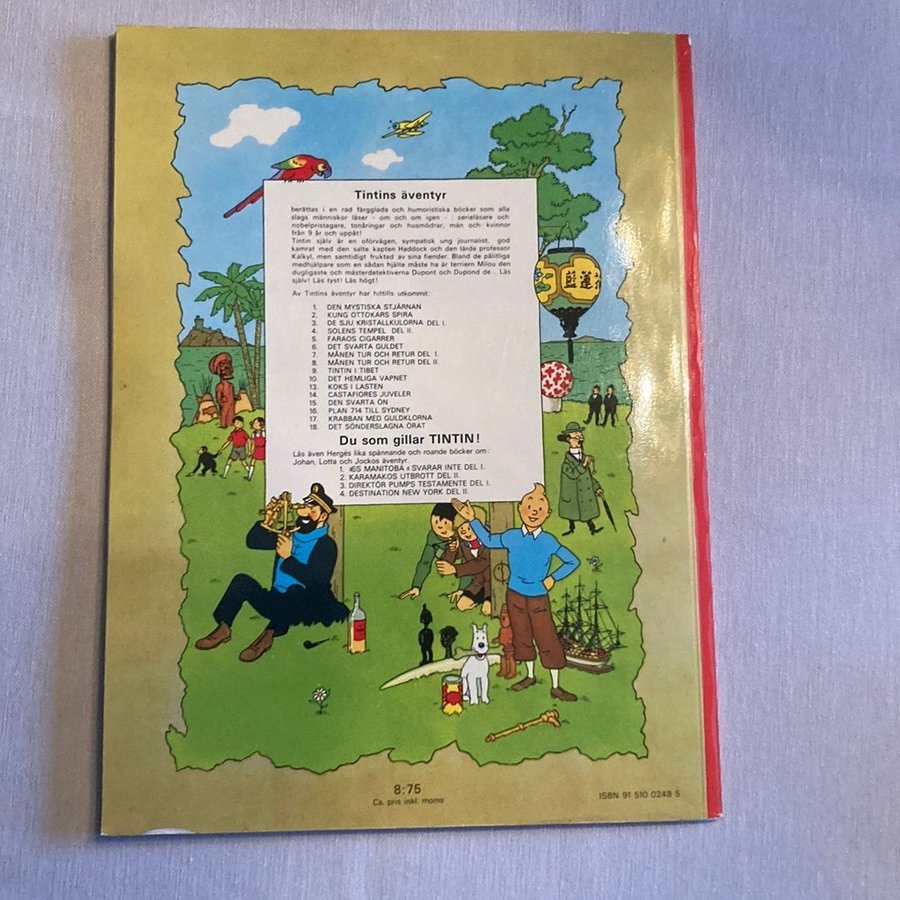 Tintins äventyr
berättas i en rad färgglada och humoristiska böcker som alla
slags människor läser - om och om igen - : serieläsare och
nobelpristagare, tonåringar och husmödrar, män och kvinnor
från 9 år och uppåt!
Tintin själv är en oförvägen, sympatisk ung journalist, god
kamrat med den salte kapten Haddock och den lärde professor
Kalkyl, men samtidigt fruktad av sina fiender. Bland de pålitliga
medhjälpare som en sådan hjälte måste ha är terriern Milou den
dugligaste och mästerdetektiverna Dupont och Dupond de... Läs
själv! Läs tyst! Läs högt!
Av Tintins äventyr har hittills utkommit:
1. DEN MYSTISKA STJÄRNAN
2. KUNG OTTOKARS SPIRA
3. DE SJU KRISTALLKULORNA DEL I.
4. SOLENS TEMPEL DEL II.
5. FARAOS CIGARRER
6. DET SVARTA GULDET
7. MÅNEN TUR OCH RETUR DEL I.
8. MÅNEN TUR OCH RETUR DEL II.
9. TINTIN I TIBET
10. DET HEMLIGA VAPNET
13. KOKS I LASTEN
14. CASTAFIORES JUVELER
15. DEN SVARTA ÖN
16. PLAN 714 TILL SYDNEY
17. KRABBAN MED GULDKLORNA
18. DET SÖNDERSLAGNA ÖRAT
Du som gillar TINTIN!
Läs även Hergés lika spännande och roande böcker om:
Johan, Lotta och Jockos äventyr.
1. »SS MANITOBA« SVARAR INTE DEL I.
2. KARAMAKOS UTBROTT DEL II.
3. DIREKTÖR PUMPS TESTAMENTE DEL I.
4. DESTINATION NEW YORK DEL II.
藍蓮
8:75
Ca. pris inkl. moms
ISBN 91 510 0248 5